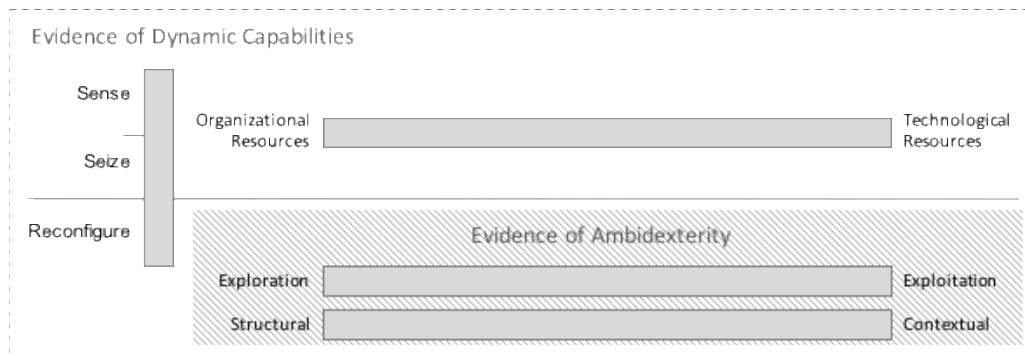 Evidence of Dynamic Capabilities
Sense
Organizational
Resources
Technological
Resources
Seize
Reconfigure
Evidence of Ambidexterity
Exploration
Exploitation
Structural
Contextual